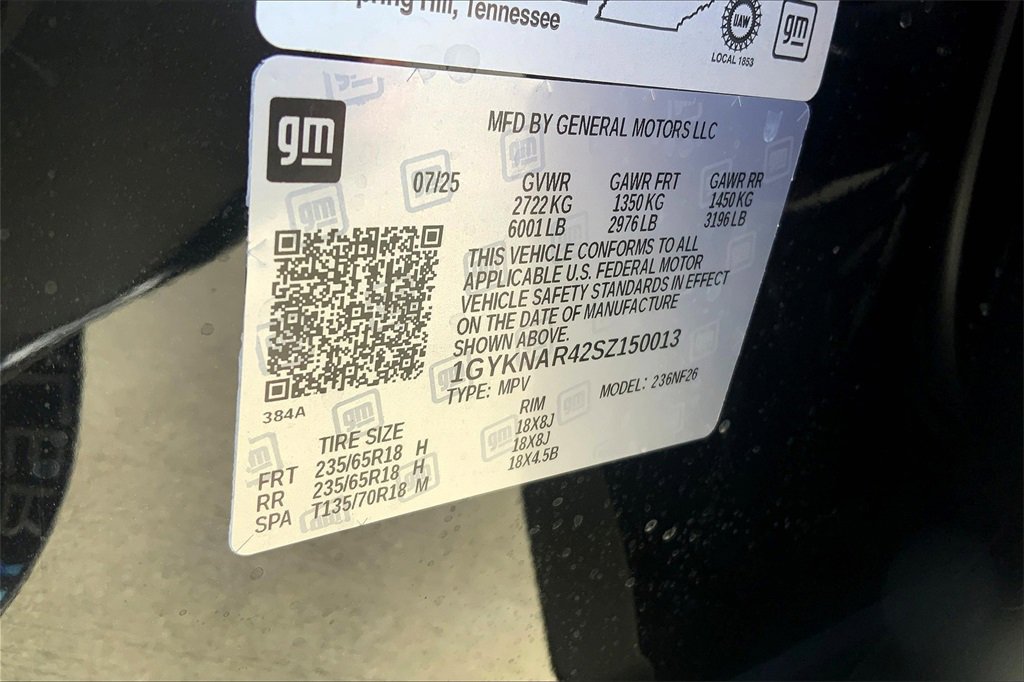 Spring Hill, Tennessee
UAW
LOCAL 1853
gm
gm
MFD BY GENERAL MOTORS LLC
07/25 GVWR GAWR FRT GAWR RR
2722 KG 1350 KG 1450 KG
6001 LB 2976 LB 3196 LB
THIS VEHICLE CONFORMS TO ALL
APPLICABLE U.S. FEDERAL MOTOR
VEHICLE SAFETY STANDARDS IN EFFECT
ON THE DATE OF MANUFACTURE
SHOWN ABOVE.
1GYKNAR42SZ150013
TYPE: MPV MODEL: 236NF26
384A
TIRE SIZE RIM
FRT 235/65R18 H 18X8J
RR 235/65R18 H 18X8J
SPA T135/70R18 M 18X4.5B